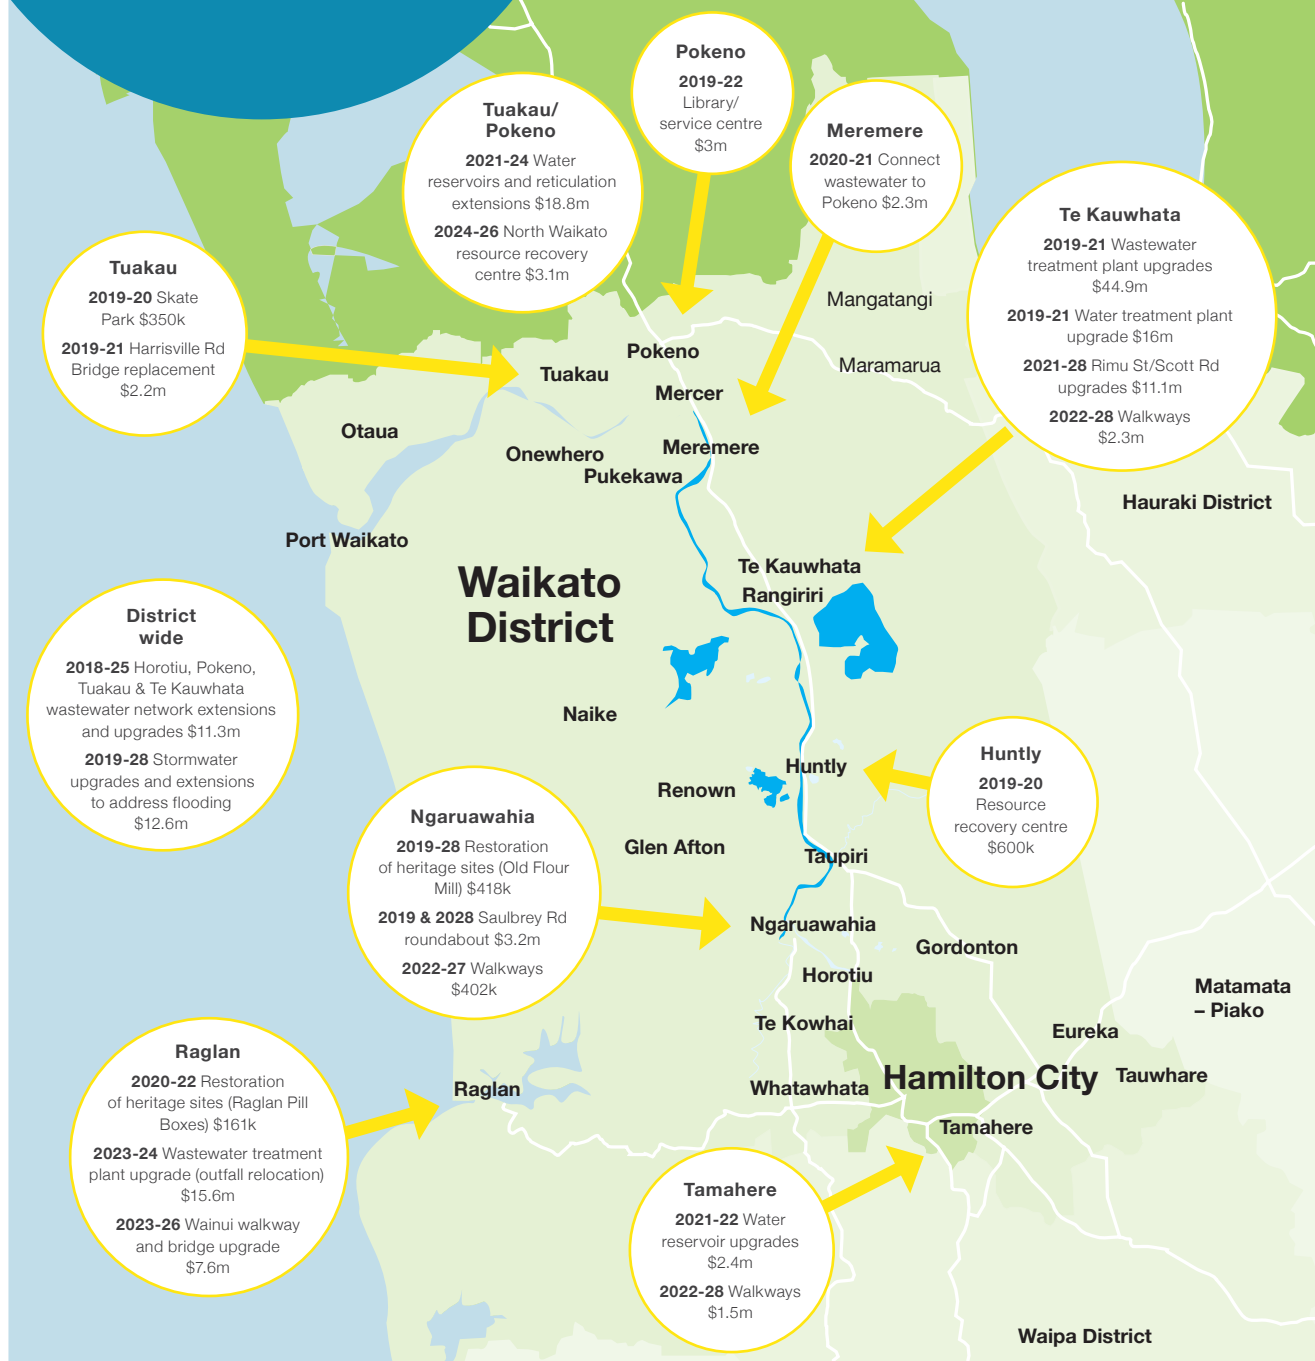 Pokeno
2019-22
Library/
service centre
$3m
Tuakau/
Pokeno
2021-24 Water
reservoirs and reticulation
extensions $18.8m
2024-26 North Waikato
resource recovery
centre $3.1m
Meremere
2020-21 Connect
wastewater to
Pokeno $2.3m
Te Kauwhata
2019-21 Wastewater
treatment plant upgrades
$44.9m
2019-21 Water treatment plant
upgrade $16m
2021-28 Rimu St/Scott Rd
upgrades $11.1m
2022-28 Walkways
$2.3m
Tuakau
2019-20 Skate
Park $350k
2019-21 Harrisville Rd
Bridge replacement
$2.2m
Mangatangi
Pokeno
Maramarua
Tuakau
Mercer
Otaua
Onewhero
Meremere
Pukekawa
Hauraki District
Port Waikato
Te Kauwhata
Rangiriri
Waikato
District
District
wide
2018-25 Horotiu, Pokeno,
Tuakau & Te Kauwhata
wastewater network extensions
and upgrades $11.3m
2019-28 Stormwater
upgrades and extensions
to address flooding
$12.6m
Naike
Huntly
Renown
Huntly
2019-20
Resource
recovery centre
$600k
Glen Afton
Taupiri
Ngaruawahia
2019-28 Restoration
of heritage sites (Old Flour
Mill) $418k
2019 & 2028 Saulbrey Rd
roundabout $3.2m
2022-27 Walkways
$402k
Ngaruawahia
Gordonton
Horotiu
Matamata
– Piako
Te Kowhai
Eureka
Hamilton City
Tauwhare
Whatawhata
Raglan
Tamahere
Raglan
2020-22 Restoration
of heritage sites (Raglan Pill
Boxes) $161k
2023-24 Wastewater treatment
plant upgrade (outfall relocation)
$15.6m
2023-26 Wainui walkway
and bridge upgrade
$7.6m
Tamahere
2021-22 Water
reservoir upgrades
$2.4m
2022-28 Walkways
$1.5m
Waipa District